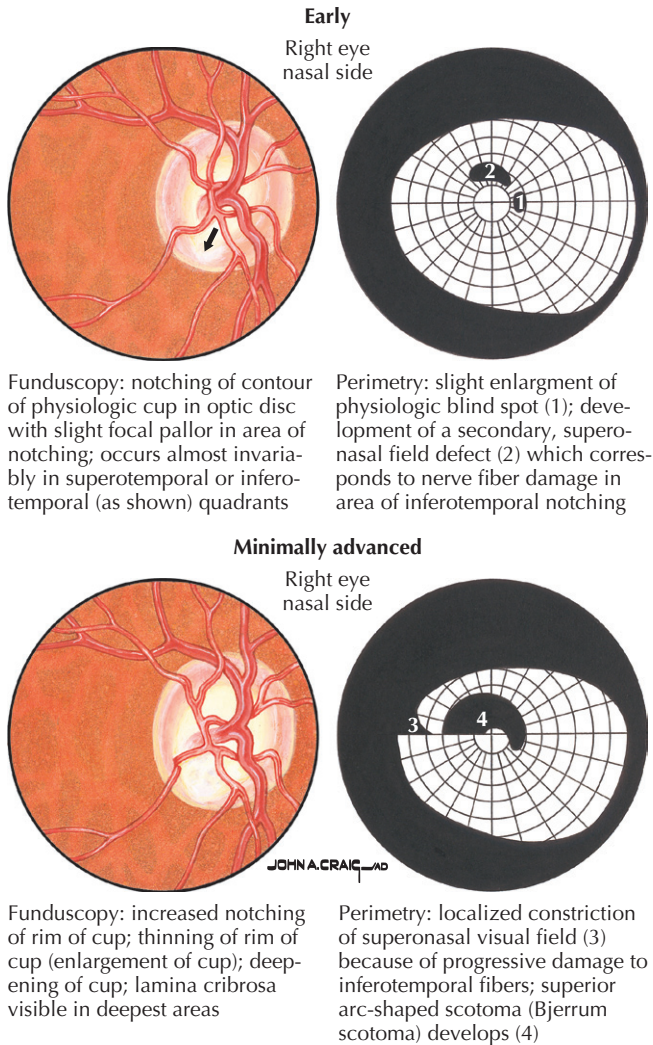 Early
Right eye
nasal side
2
1
Funduscopy: notching of contour
of physiologic cup in optic disc
with slight focal pallor in area of
notching; occurs almost invaria-
bly in superotemporal or infero-
temporal (as shown) quadrants
Perimetry: slight enlargment of
physiologic blind spot (1); deve-
lopment of a secondary, supero-
nasal field defect (2) which corres-
ponds to nerve fiber damage in
area of inferotemporal notching
Minimally advanced
Right eye
nasal side
3
4
JOHN A. CRAIG_AD
Funduscopy: increased notching
of rim of cup; thinning of rim of
cup (enlargement of cup); deep-
ening of cup; lamina cribrosa
visible in deepest areas
Perimetry: localized constriction
of superonasal visual field (3)
because of progressive damage to
inferotemporal fibers; superior
arc-shaped scotoma (Bjerrum
scotoma) develops (4)